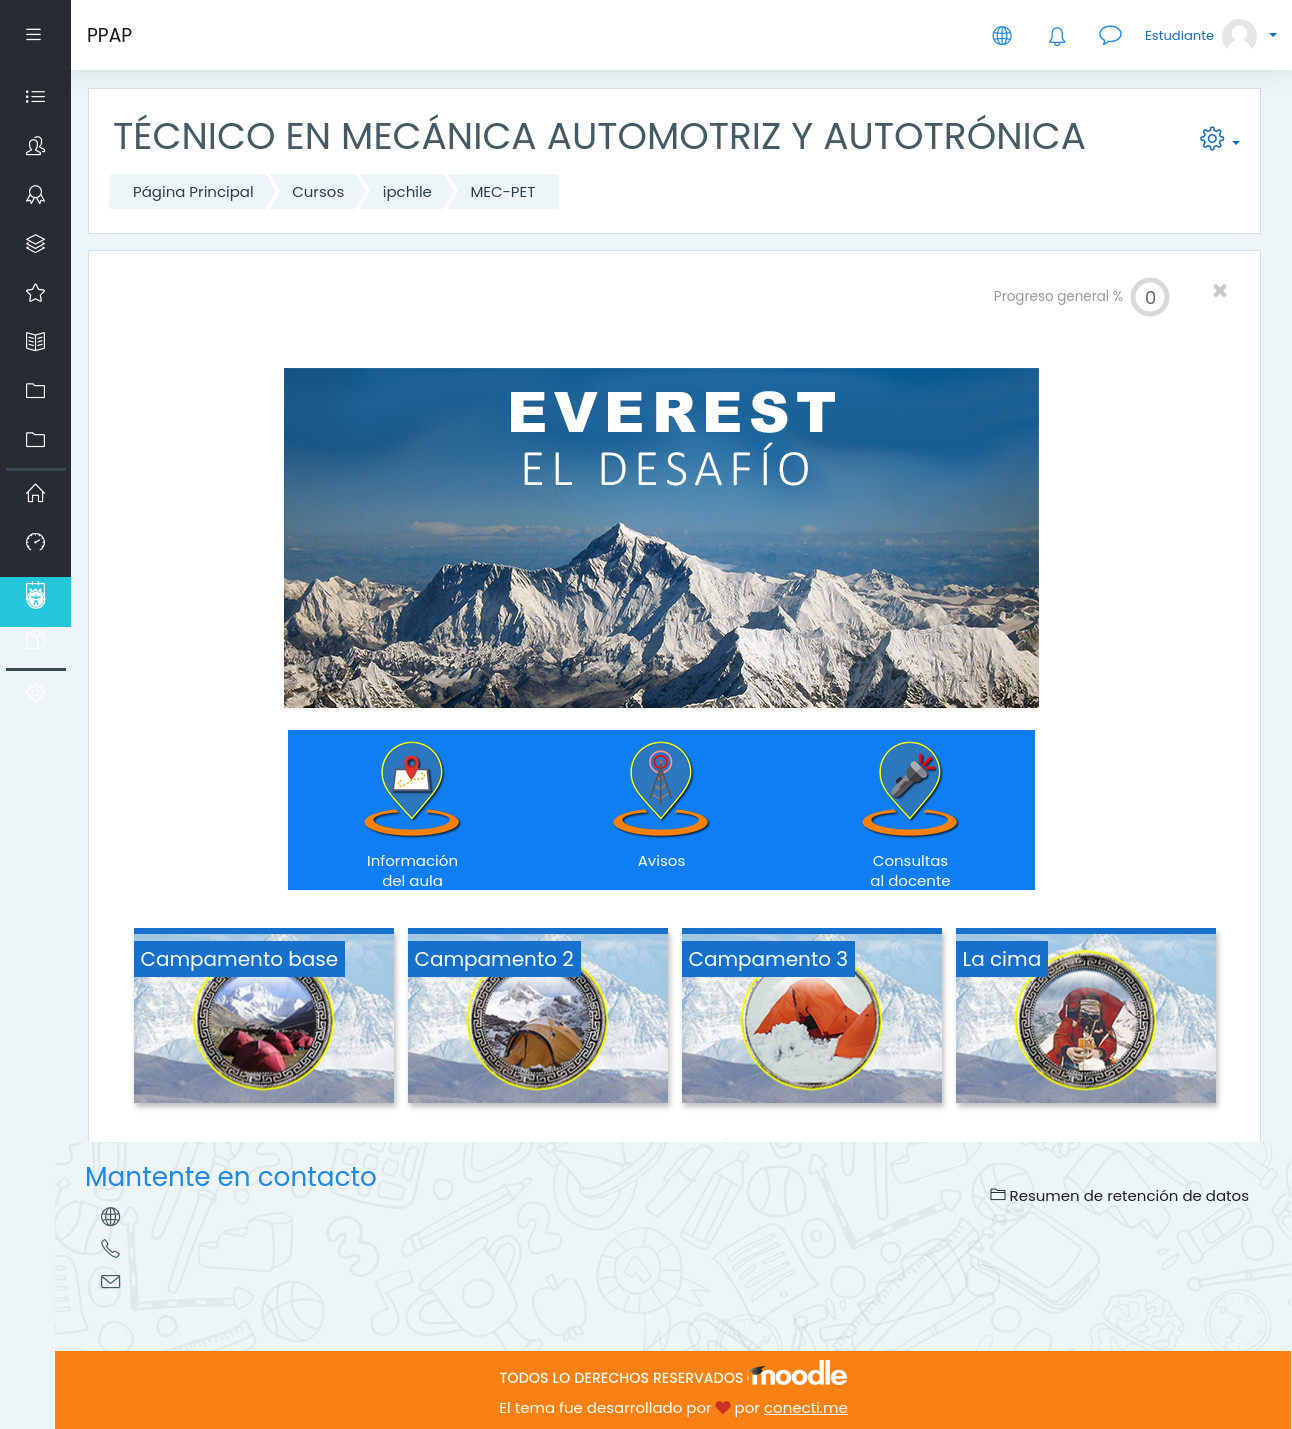 PPAP
Estudiante
TÉCNICO EN MECÁNICA AUTOMOTRIZ Y AUTOTRÓNICA
Página Principal
Cursos
ipchile
MEC-PET
Progreso general %
0
EVEREST
EL DESAFÍO
Información
del aula
Avisos
Consultas
al docente
Campamento base
Campamento 2
Campamento 3
La cima
Mantente en contacto
Resumen de retención de datos
TODOS LO DERECHOS RESERVADOS moodle
El tema fue desarrollado por por conecti.me